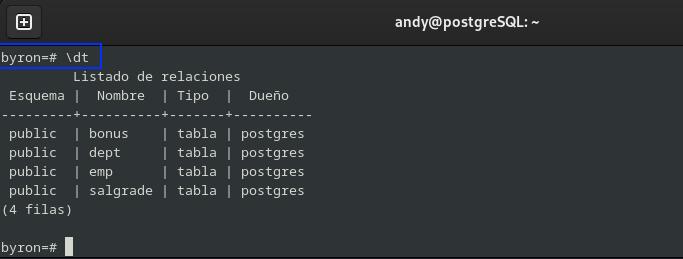 andy@postgreSQL: ~
byron=# \dt
Listado de relaciones
Esquema | Nombre | Tipo | Dueño
---------+----------+-------+----------
public | bonus | tabla | postgres
public | dept | tabla | postgres
public | emp | tabla | postgres
public | salgrade | tabla | postgres
(4 filas)
byron=#